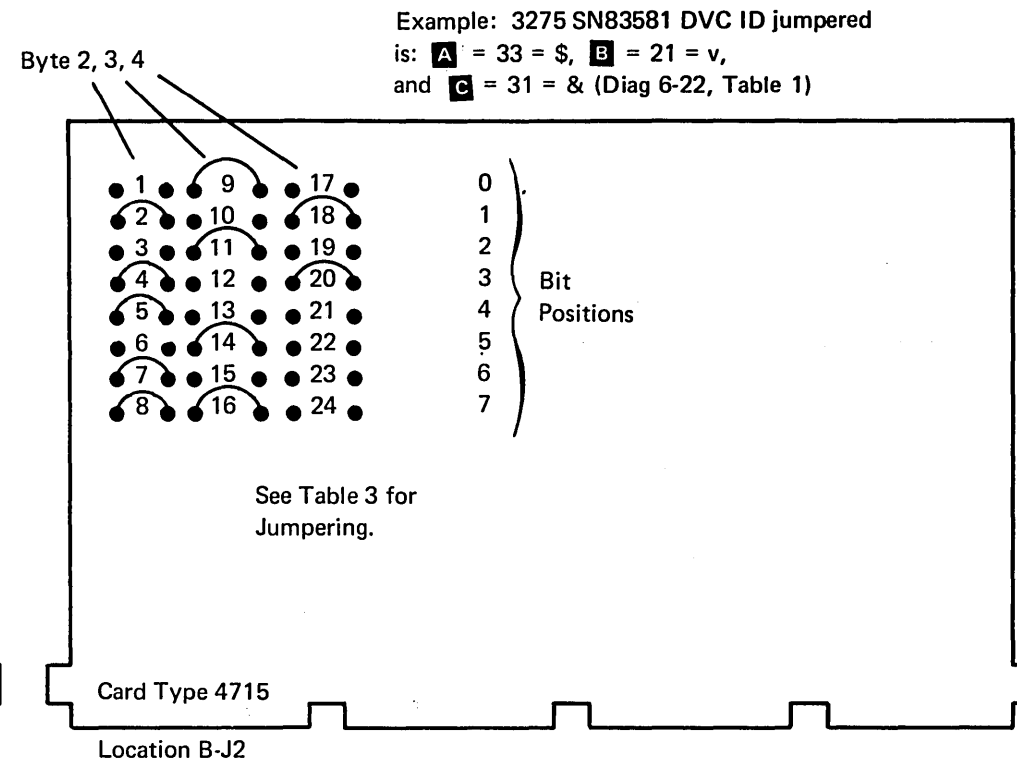 Example: 3275 SN83581 DVC ID jumpered
is: A = 33 = $, B = 21 = v,
and C = 31 = & (Diag 6-22, Table 1)
Byte 2, 3, 4
1 9 17 0
2 10 18 1
3 11 19 2
4 12 20 3
5 13 21 4
6 14 22 5
7 15 23 6
8 16 24 7
Bit
Positions
See Table 3 for
Jumpering.
Card Type 4715
Location B-J2